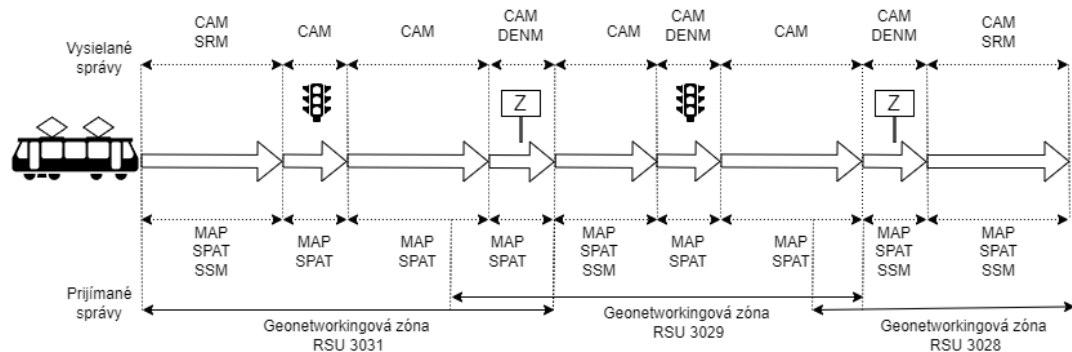 Vysielané
správy
CAM
SRM
CAM
CAM
CAM
DENM
CAM
CAM
DENM
CAM
CAM
DENM
CAM
SRM
Z
Z
MAP
SPAT
SSM
MAP
SPAT
MAP
SPAT
MAP
SPAT
MAP
SPAT
SSM
MAP
SPAT
MAP
SPAT
MAP
SPAT
SSM
MAP
SPAT
SSM
Prijímané
správy
Geonetworkingová zóna
RSU 3031
Geonetworkingová zóna
RSU 3029
Geonetworkingová zóna
RSU 3028